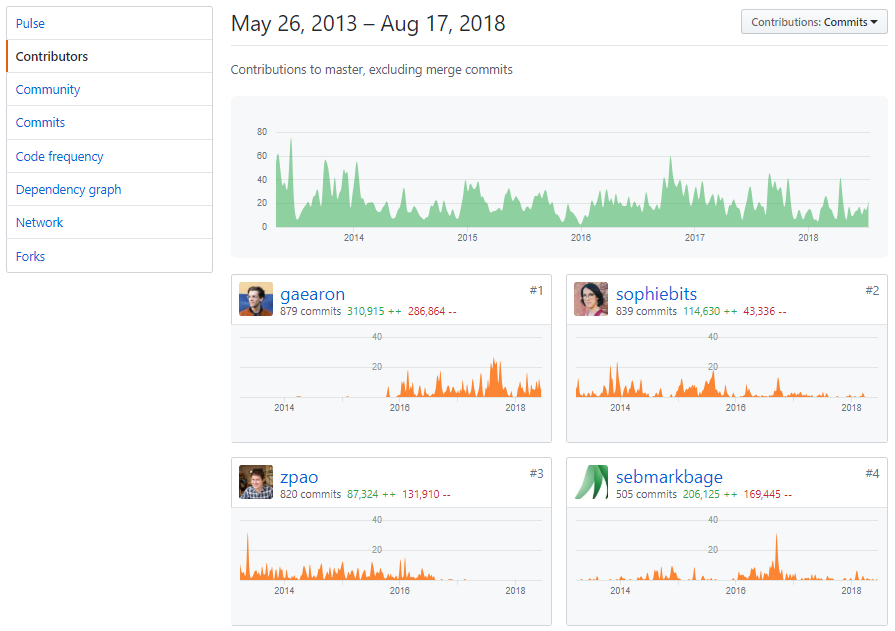 Pulse
Contributors
Community
Commits
Code frequency
Dependency graph
Network
Forks
May 26, 2013 – Aug 17, 2018
Contributions: Commits
Contributions to master, excluding merge commits
80
60
40
20
0
2014 2015 2016 2017 2018
gaearon #1
879 commits 310,915 ++ 286,864 --
40
20
2014 2016 2018
sophiebits #2
839 commits 114,630 ++ 43,336 --
40
20
2014 2016 2018
zpao #3
820 commits 87,324 ++ 131,910 --
40
20
2014 2016 2018
sebmarkbage #4
505 commits 206,125 ++ 169,445 --
40
20
2014 2016 2018